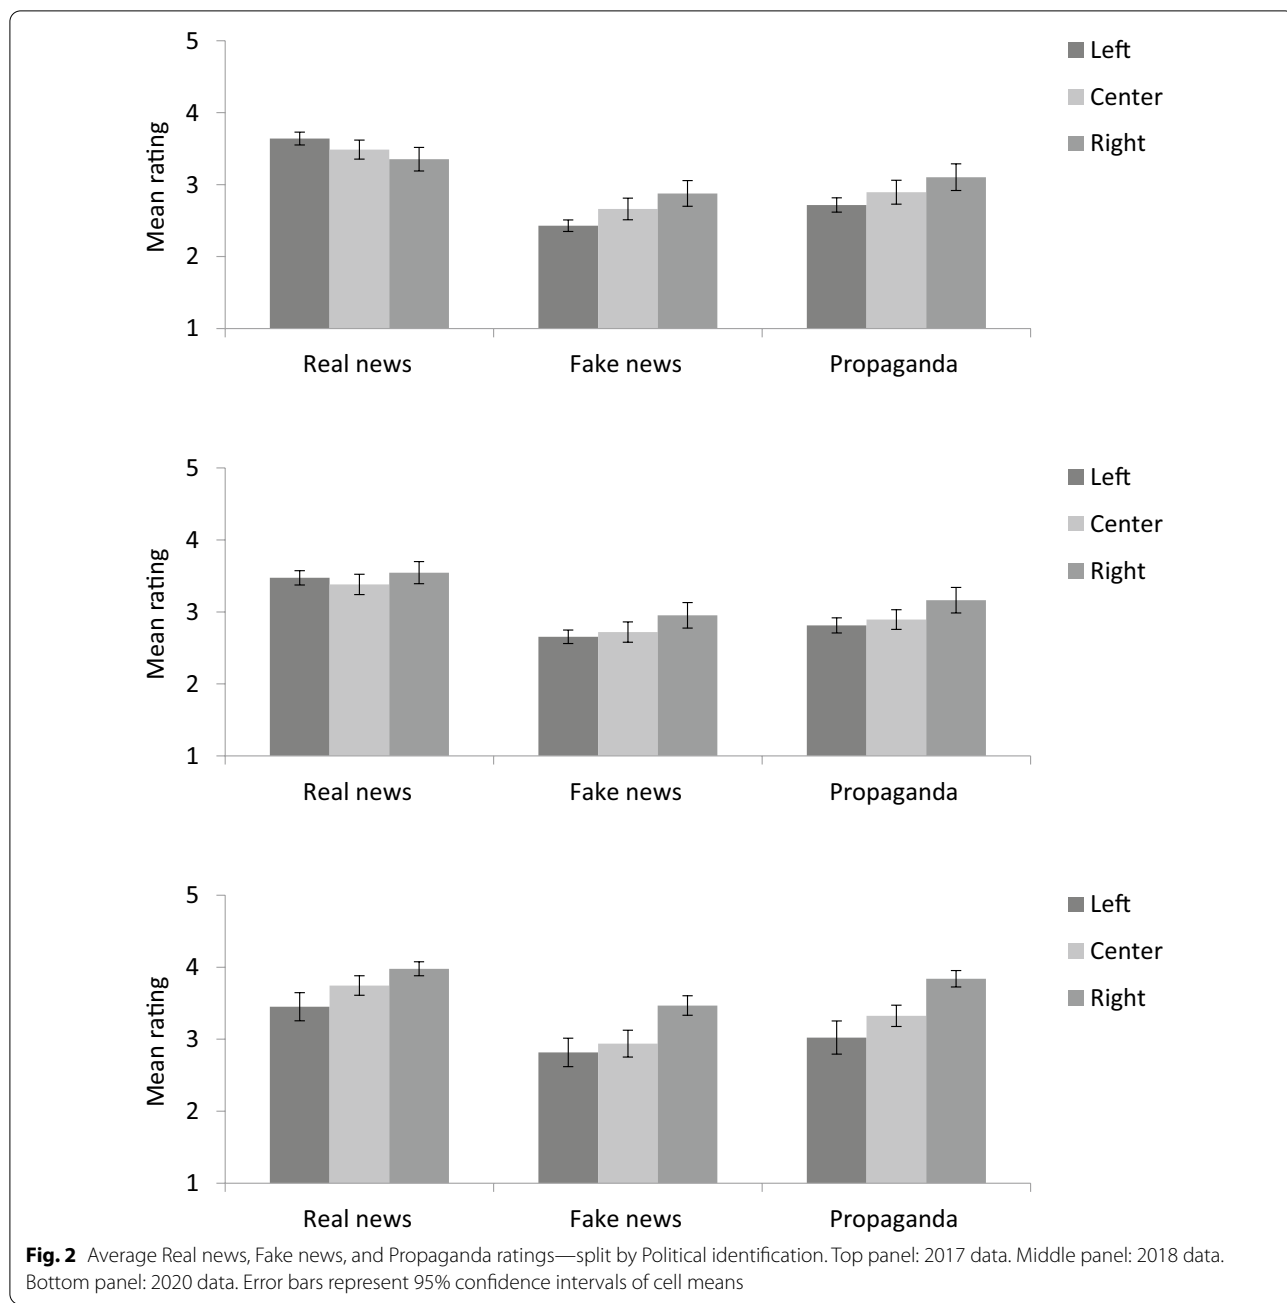 5
4
3
2
1
Mean rating
Real news
Fake news
Propaganda
Left
Center
Right
5
4
3
2
1
Mean rating
Real news
Fake news
Propaganda
Left
Center
Right
5
4
3
2
1
Mean rating
Real news
Fake news
Propaganda
Left
Center
Right
Fig. 2 Average Real news, Fake news, and Propaganda ratings—split by Political identification. Top panel: 2017 data. Middle panel: 2018 data.
Bottom panel: 2020 data. Error bars represent 95% confidence intervals of cell means